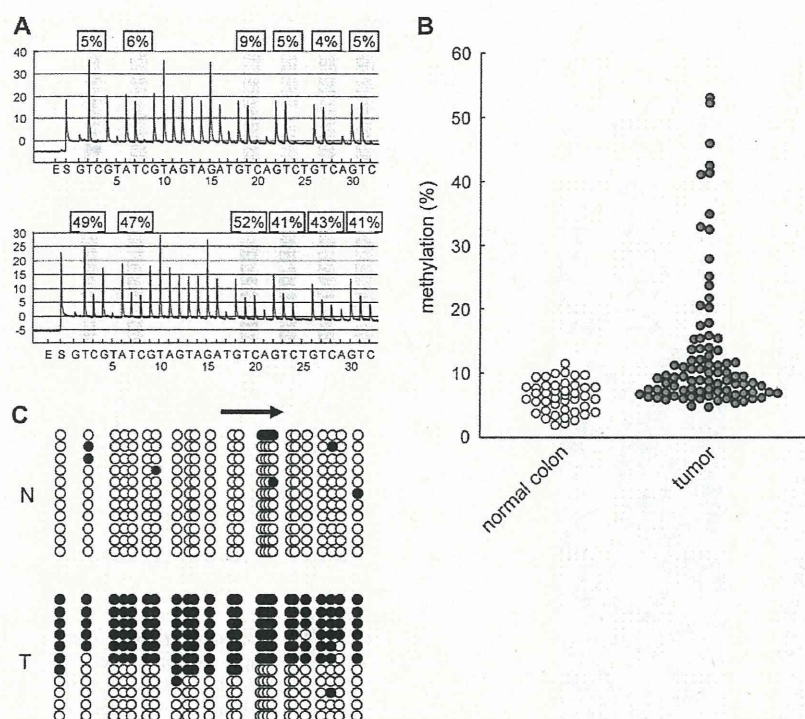 A
5% 6% 9% 5% 4% 5%
40
30
20
10
0
E S GTCGTATCGTAGTAGATGTCAGTCTGTCAGTC
5 10 15 20 25 30
49% 47% 52% 41% 43% 41%
30
25
20
15
10
5
0
-5
E S GTCGTATCGTAGTAGATGTCAGTCTGTCAGTC
5 10 15 20 25 30
B
methylation (%)
60
50
40
30
20
10
0
normal colon
tumor
C
N
T